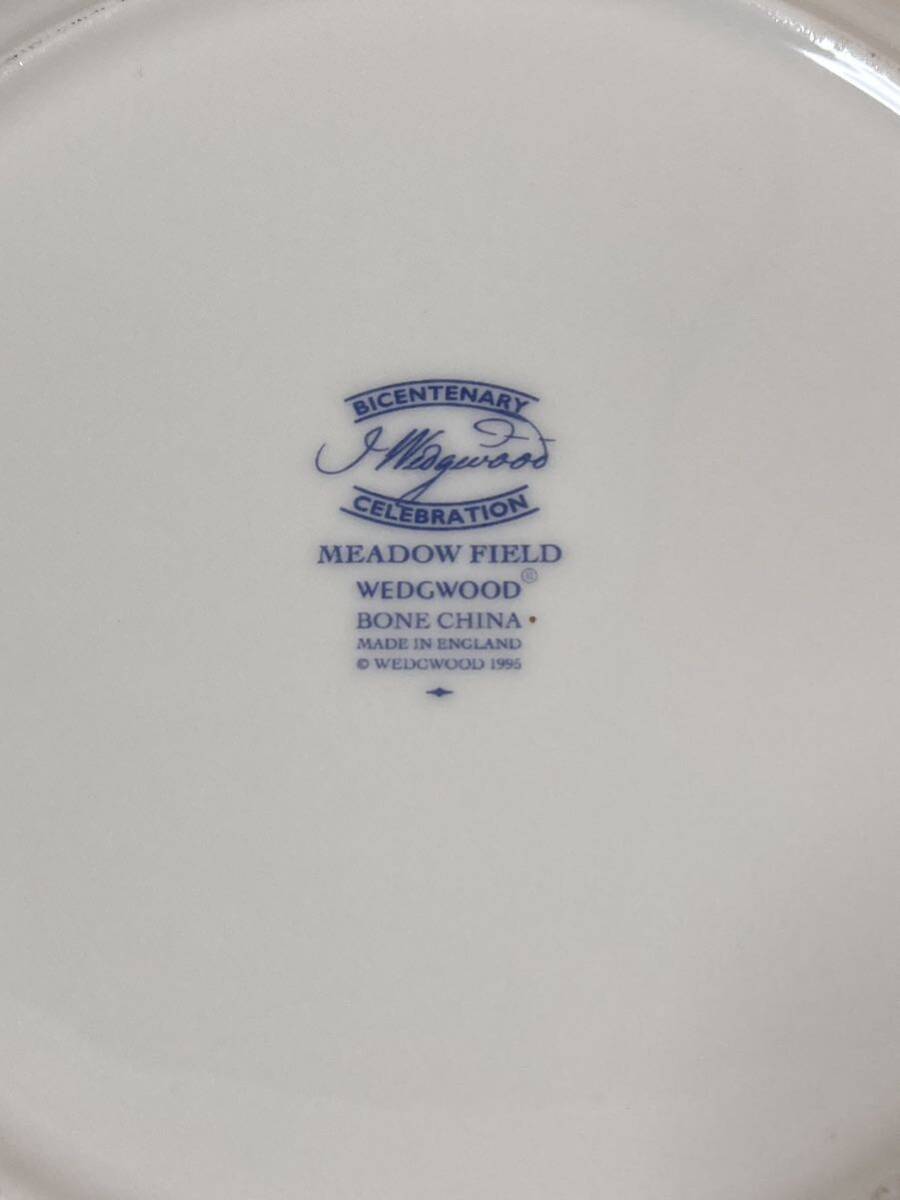 BICENTENARY
J Wedgwood
CELEBRATION
MEADOW FIELD
WEDGWOOD®
BONE CHINA
MADE IN ENGLAND
© WEDGWOOD 1995